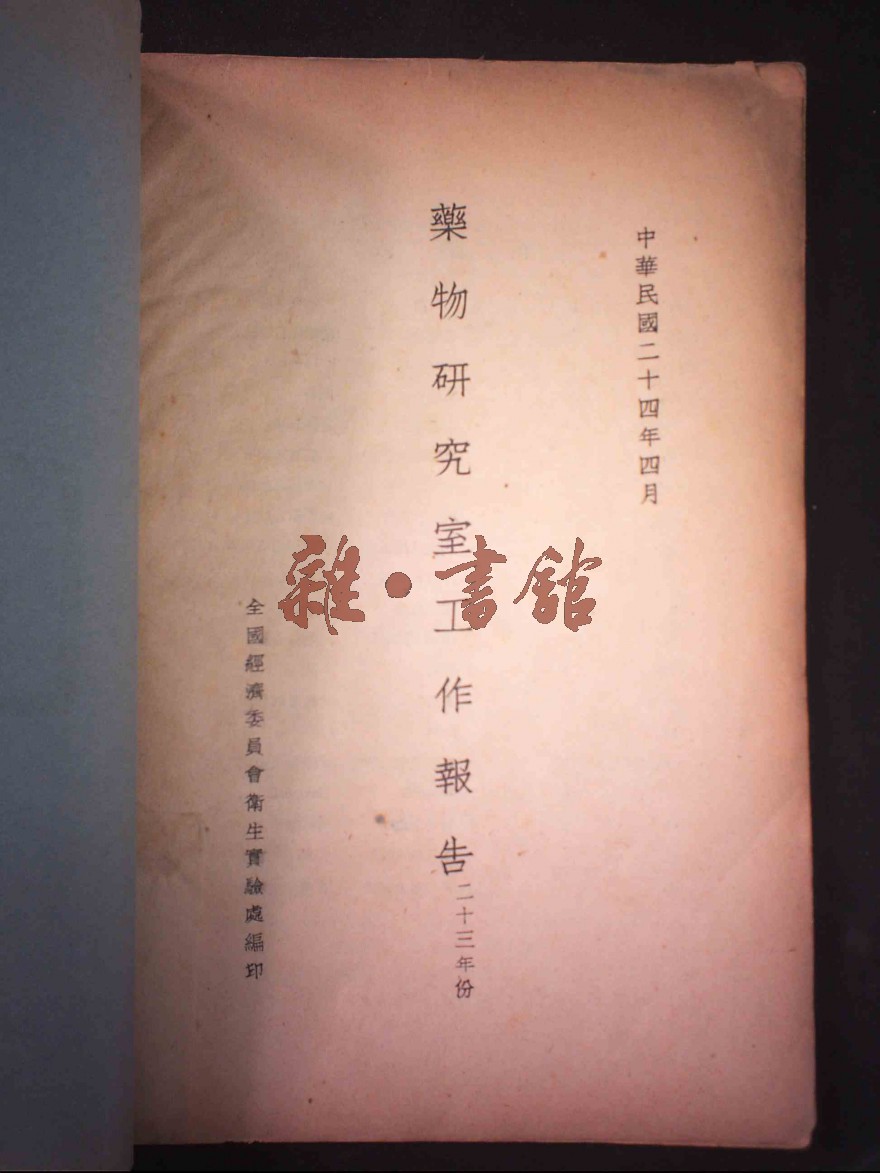 中華民國二十四年四月
藥物研究室工作報告二十三年份
全國經濟委員會衛生實驗處編印
雜·書館